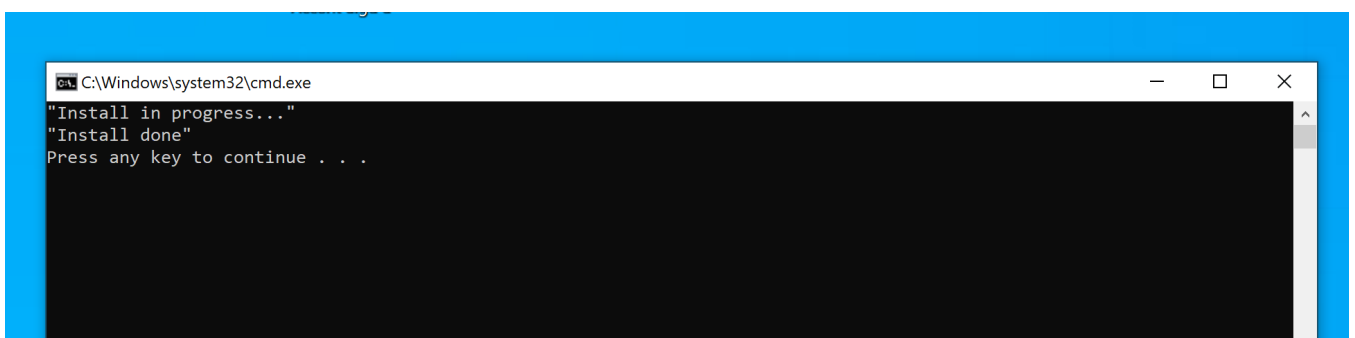 C:\Windows\system32\cmd.exe
"Install in progress..."
"Install done"
Press any key to continue . . .